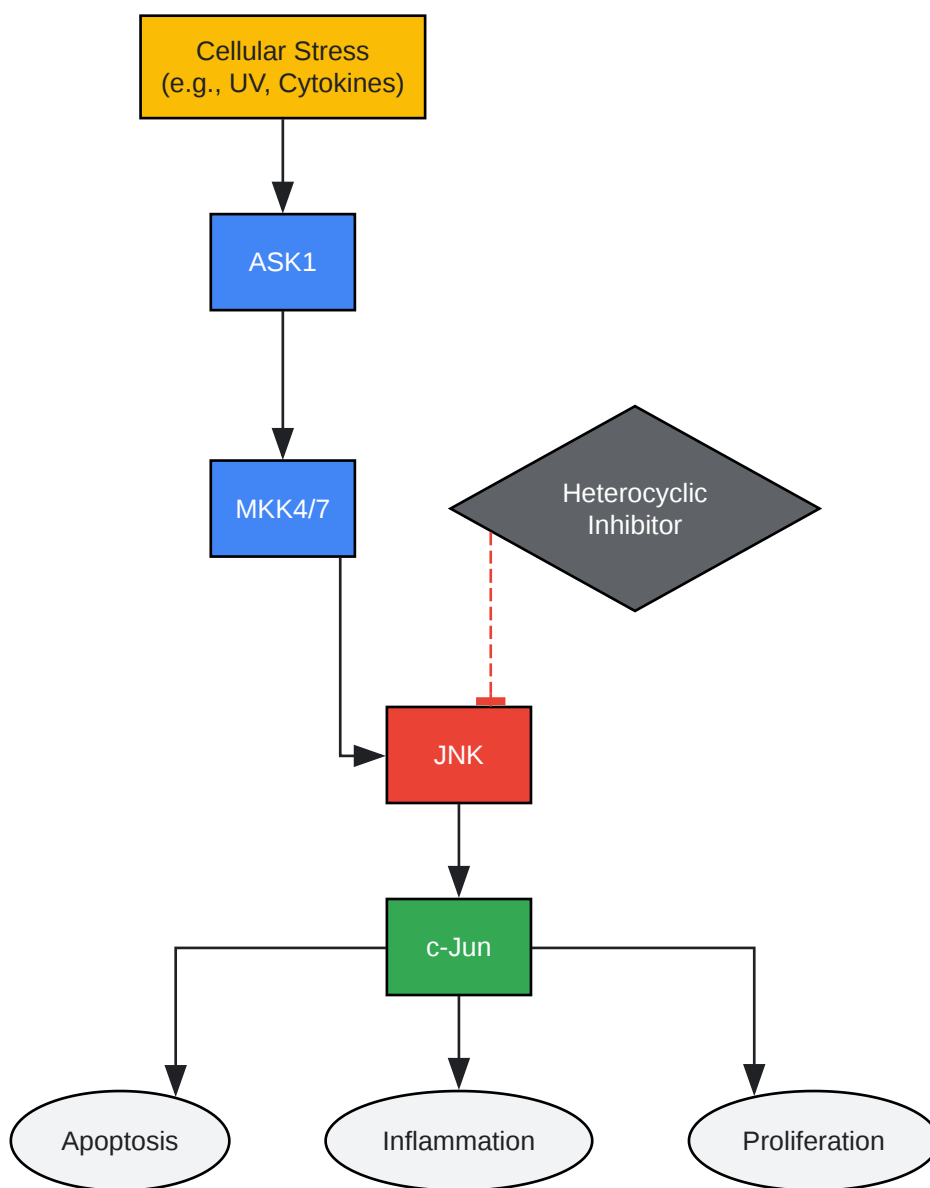 Cellular Stress
(e.g., UV, Cytokines)
ASK1
MKK4/7
Heterocyclic
Inhibitor
JNK
c-Jun
Apoptosis
Inflammation
Proliferation